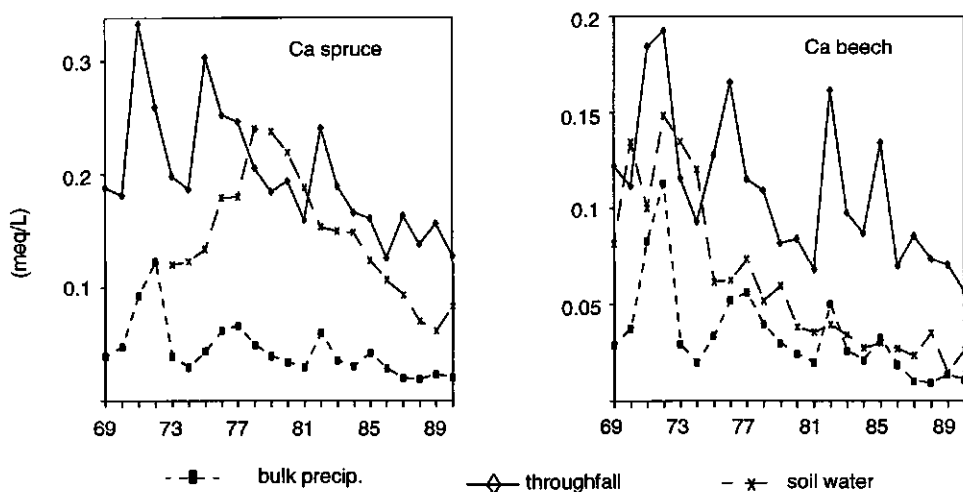 Ca spruce
(meq/L)
0.3
0.2
0.1
69 73 77 81 85 89
Ca beech
0.2
0.15
0.1
0.05
69 73 77 81 85 89
bulk precip. throughfall soil water